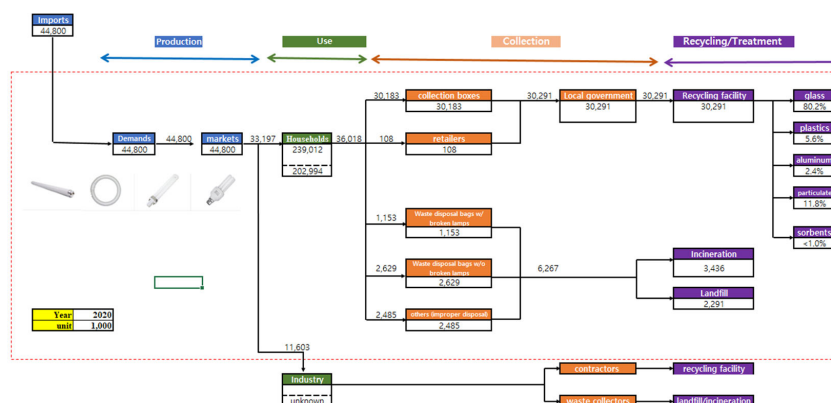 Imports
44,800
Production
Use
Collection
Recycling/Treatment
30,183
collection boxes
30,183
30,291
Local government
30,291
30,291
Recycling facility
30,291
glass
80.2%
Demands
44,800
44,800
markets
44,800
33,197
Households
239,012
202,994
36,018
108
retailers
108
plastics
5.6%
aluminum
2.4%
particulate
11.8%
sorbents
<1.0%
1,153
Waste disposal bags w/
broken lamps
1,153
2,629
Waste disposal bags w/o
broken lamps
2,629
6,267
Incineration
3,436
Landfill
2,291
2,485
others (improper disposal)
2,485
Year 2020
unit 1,000
11,603
Industry
unknown
contractors
recycling facility
waste collectors
landfill/incineration